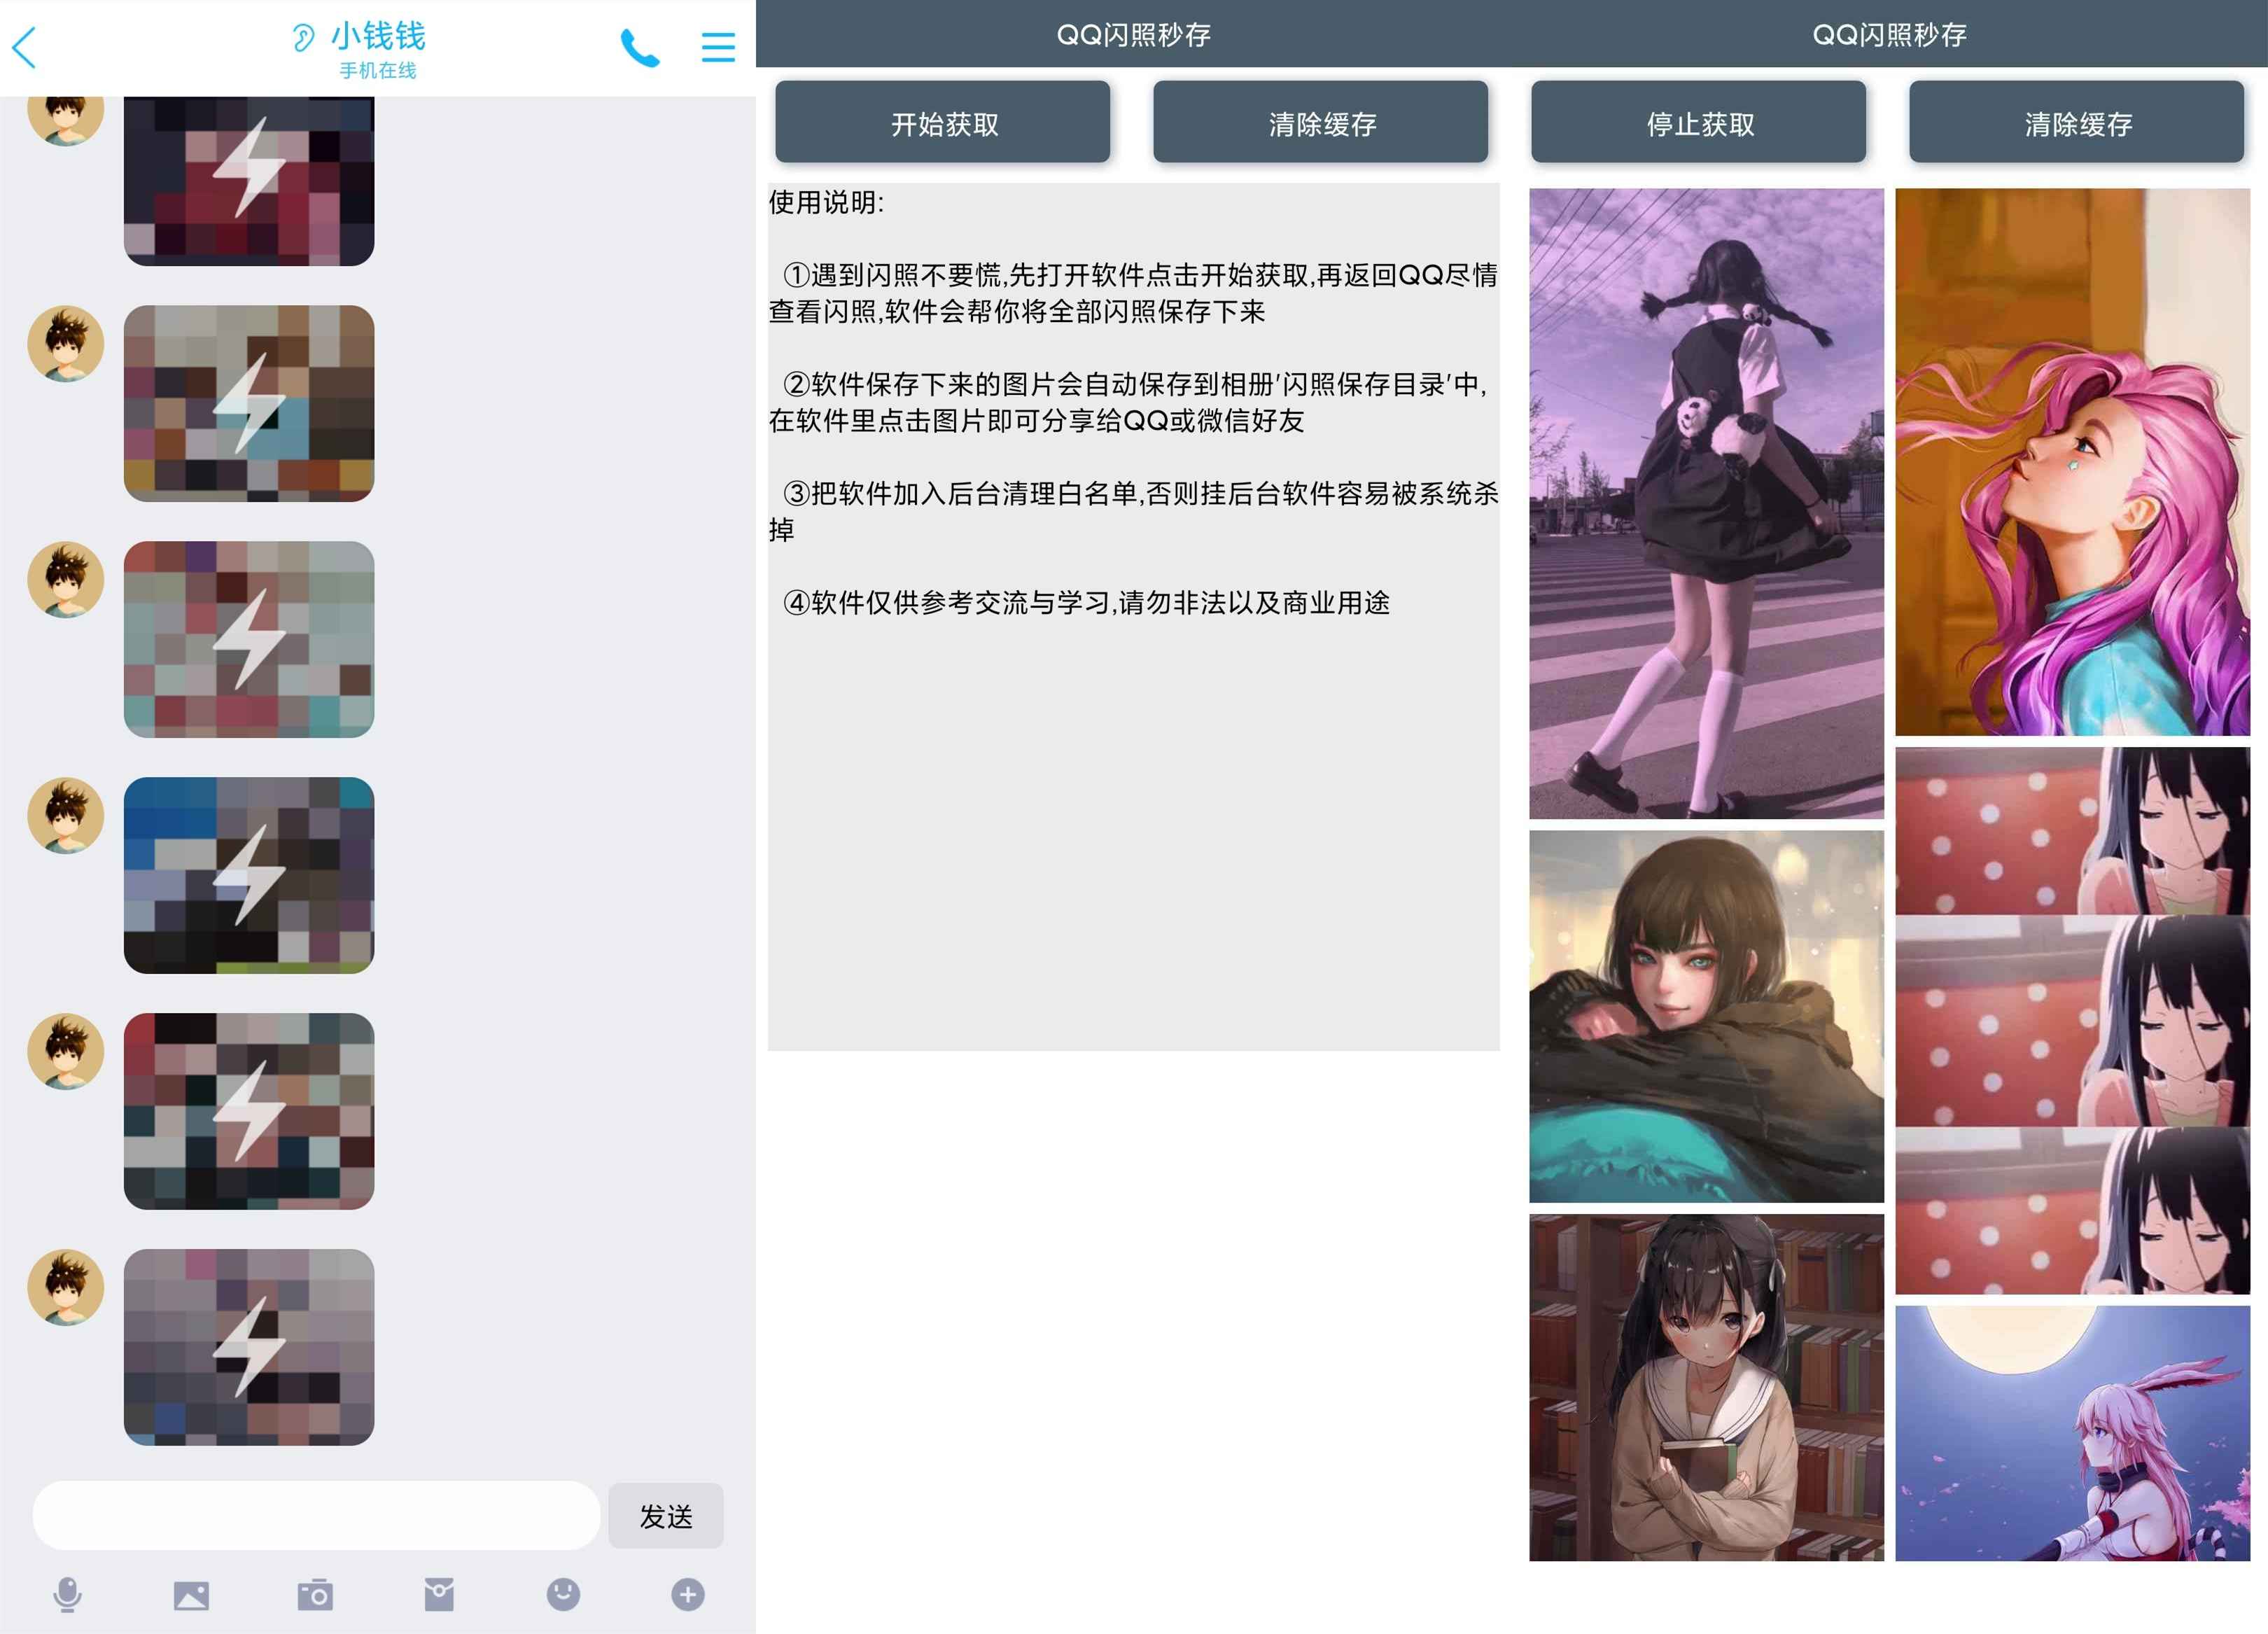 小钱钱
手机在线
发送
QQ闪照秒存
开始获取
清除缓存
使用说明:
①遇到闪照不要慌,先打开软件点击开始获取,再返回QQ尽情
查看闪照,软件会帮你将全部闪照保存下来
②软件保存下来的图片会自动保存到相册'闪照保存目录'中,
在软件里点击图片即可分享给QQ或微信好友
③把软件加入后台清理白名单,否则挂后台软件容易被系统杀
掉
④软件仅供参考交流与学习,请勿非法以及商业用途
QQ闪照秒存
停止获取
清除缓存